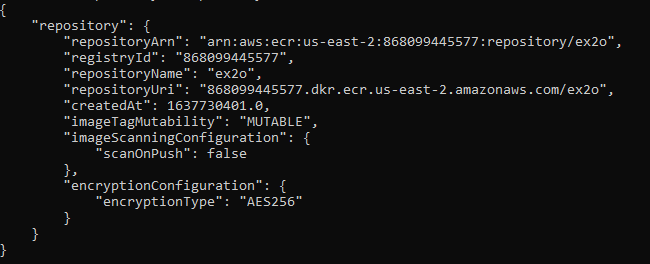 {
    "repository": {
        "repositoryArn": "arn:aws:ecr:us-east-2:868099445577:repository/ex2o",
        "registryId": "868099445577",
        "repositoryName": "ex2o",
        "repositoryUri": "868099445577.dkr.ecr.us-east-2.amazonaws.com/ex2o",
        "createdAt": 1637730401.0,
        "imageTagMutability": "MUTABLE",
        "imageScanningConfiguration": {
            "scanOnPush": false
        },
        "encryptionConfiguration": {
            "encryptionType": "AES256"
        }
    }
}